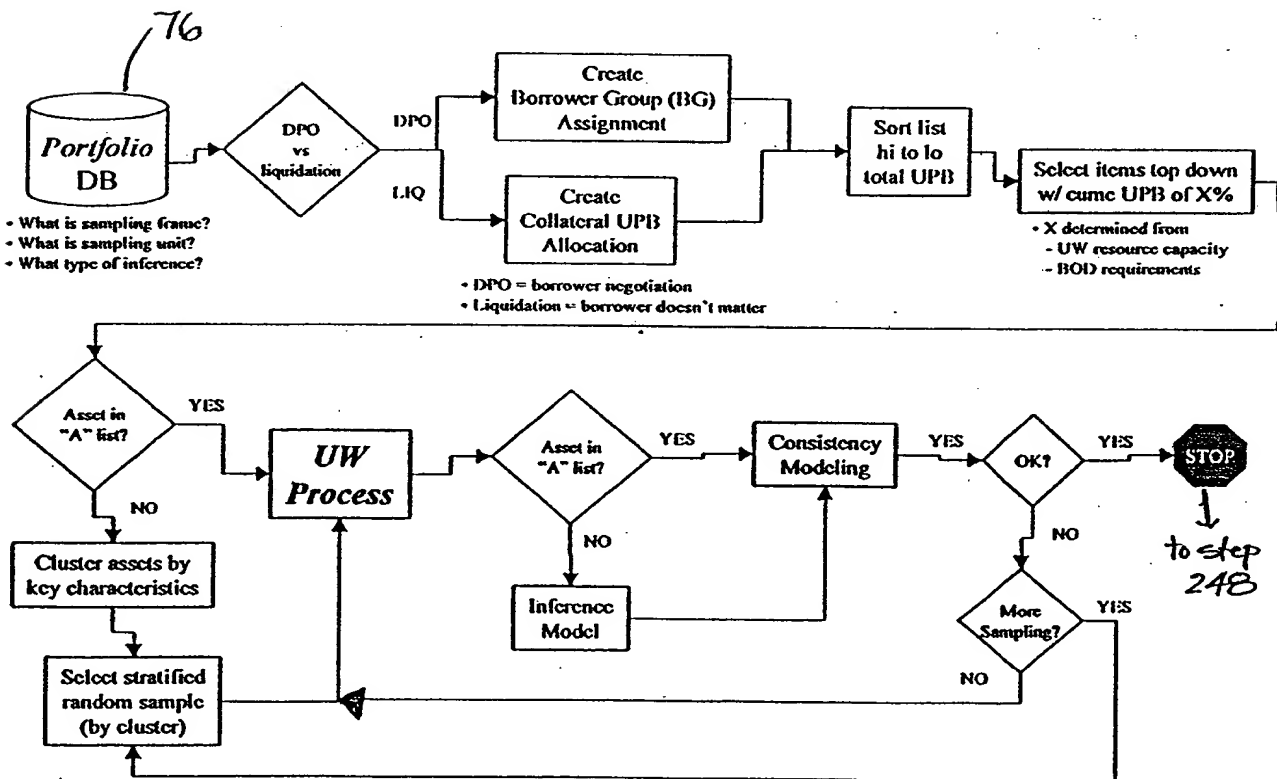 76
Portfolio
DB
• What is sampling frame?
• What is sampling unit?
• What type of inference?
DPO
vs
liquidation
DPO
LIQ
Create
Borrower Group (BG)
Assignment
Create
Collateral UPB
Allocation
• DPO = borrower negotiation
• Liquidation = borrower doesn't matter
Sort list
hi to lo
total UPB
Select items top down
w/ cume UPB of X%
• X determined from
- UW resource capacity
- BOD requirements
Asset in
"A" list?
YES
NO
Cluster assets by
key characteristics
Select stratified
random sample
(by cluster)
UW
Process
Asset in
"A" list?
YES
NO
Inference
Model
Consistency
Modeling
YES
OK?
YES
NO
STOP
to step
248
More
Sampling?
YES
NO